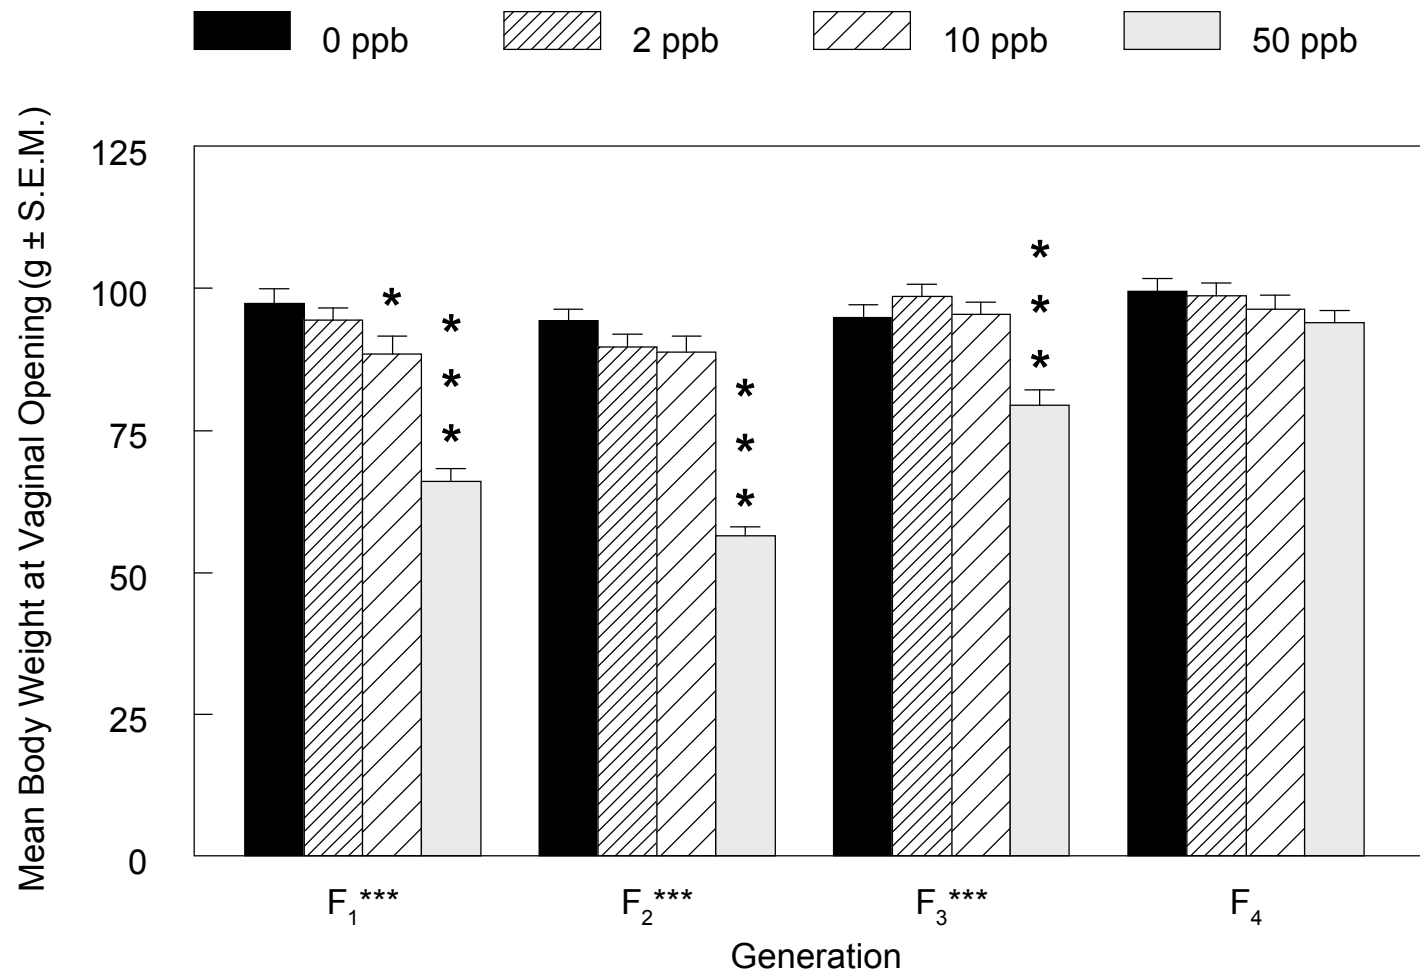 0 ppb 2 ppb 10 ppb 50 ppb
Mean Body Weight at Vaginal Opening (g ± S.E.M.)
125
100
75
50
25
0
*
***
***
***
F1*** F2*** F3*** F4
Generation